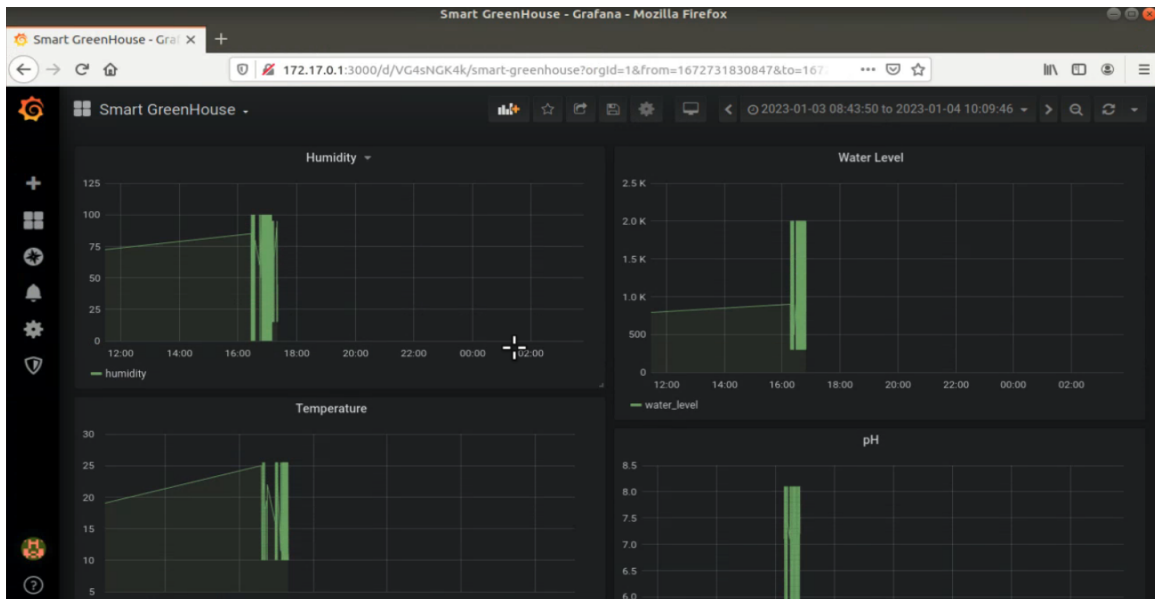 Smart GreenHouse - Grafana - Mozilla Firefox
Smart GreenHouse - Gra
172.17.0.1:3000/d/VG4sNGK4k/smart-greenhouse?orgId=1&from=1672731830847&to=167
Smart GreenHouse
2023-01-03 08:43:50 to 2023-01-04 10:09:46
Humidity
125
100
75
50
25
0
12:00 14:00 16:00 18:00 20:00 22:00 00:00 02:00
humidity
Water Level
2.5 K
2.0 K
1.5 K
1.0 K
500
0
12:00 14:00 16:00 18:00 20:00 22:00 00:00 02:00
water_level
Temperature
30
25
20
15
10
5
pH
8.5
8.0
7.5
7.0
6.5
6.0